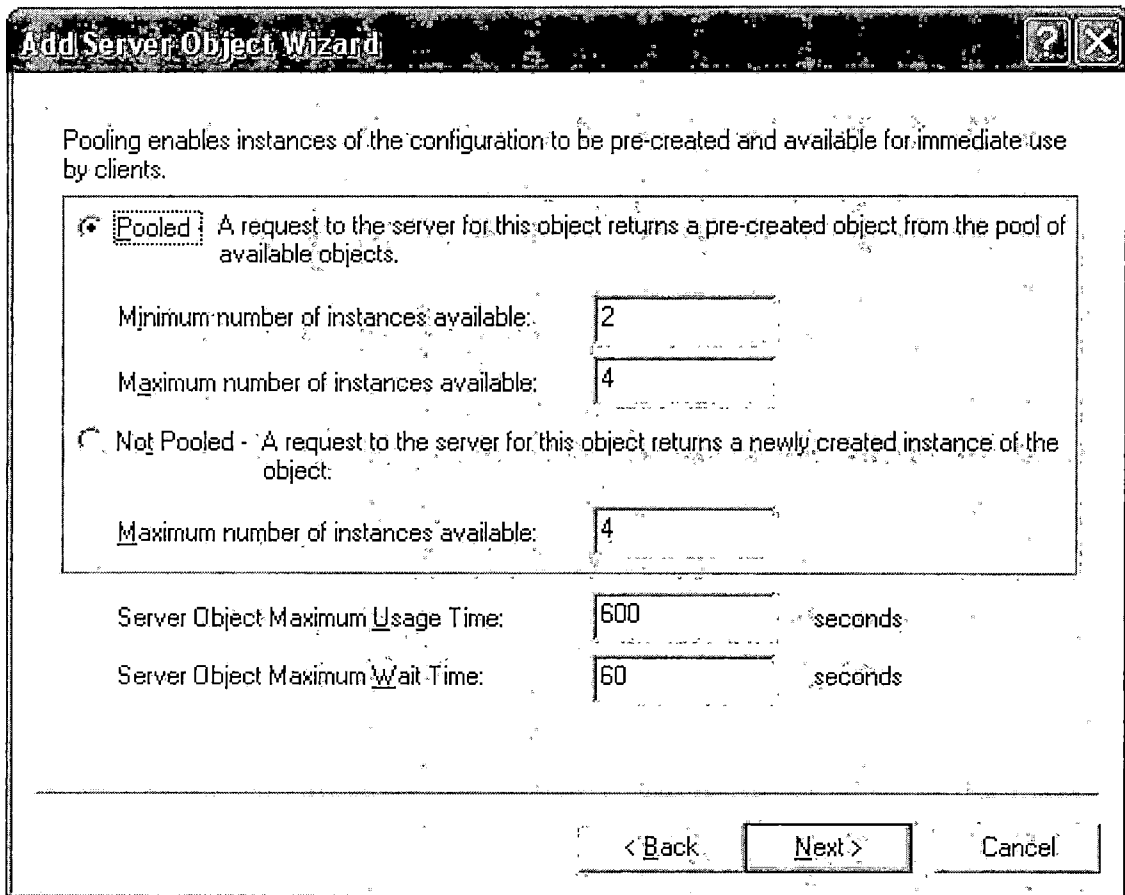 Add Server Object Wizard
Pooling enables instances of the configuration to be pre-created and available for immediate use
by clients.
Pooled - A request to the server for this object returns a pre-created object from the pool of
available objects.
Minimum number of instances available: 2
Maximum number of instances available: 4
Not Pooled - A request to the server for this object returns a newly created instance of the
object:
Maximum number of instances available: 4
Server Object Maximum Usage Time: 600 seconds
Server Object Maximum Wait Time: 60 seconds
< Back Next > Cancel